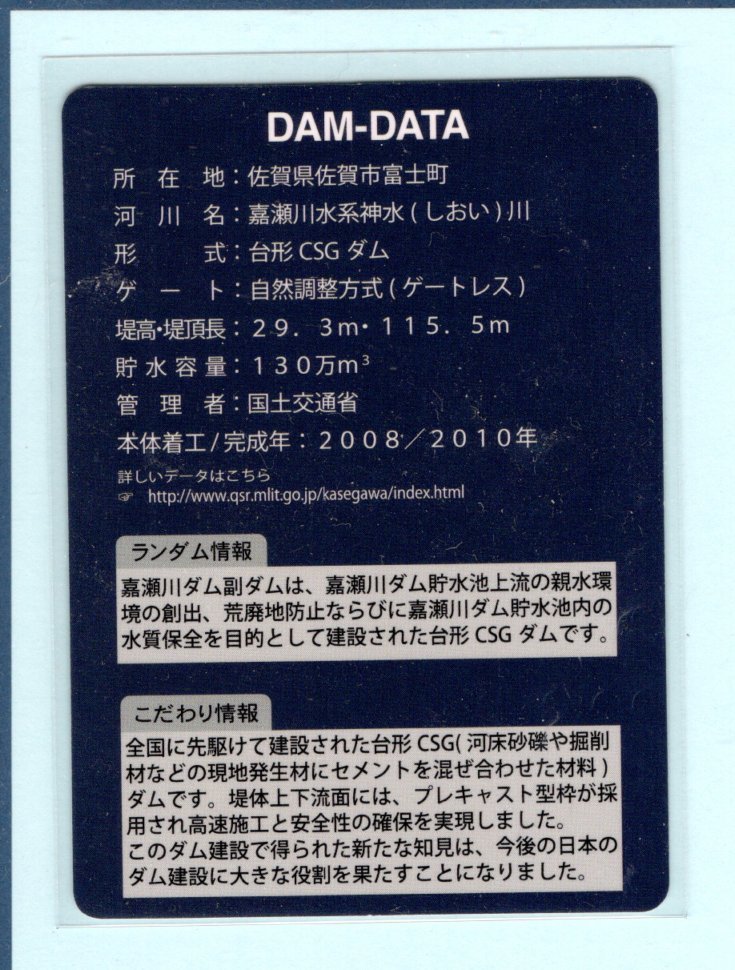 DAM-DATA
所在地：佐賀県佐賀市富士町
河川名：嘉瀬川水系神水(しおい)川
形式：台形CSGダム
ゲート：自然調整方式(ゲートレス)
堤高・堤頂長：２９．３ｍ・１１５．５ｍ
貯水容量：１３０万ｍ³
管理者：国土交通省
本体着工/完成年：２００８／２０１０年
詳しいデータはこちら
☞ http://www.qsr.mlit.go.jp/kasegawa/index.html
ランダム情報
嘉瀬川ダム副ダムは、嘉瀬川ダム貯水池上流の親水環
境の創出、荒廃地防止ならびに嘉瀬川ダム貯水池内の
水質保全を目的として建設された台形CSGダムです。
こだわり情報
全国に先駆けて建設された台形CSG(河床砂礫や掘削
材などの現地発生材にセメントを混ぜ合わせた材料)
ダムです。堤体上下流面には、プレキャスト型枠が採
用され高速施工と安全性の確保を実現しました。
このダム建設で得られた新たな知見は、今後の日本の
ダム建設に大きな役割を果たすことになりました。